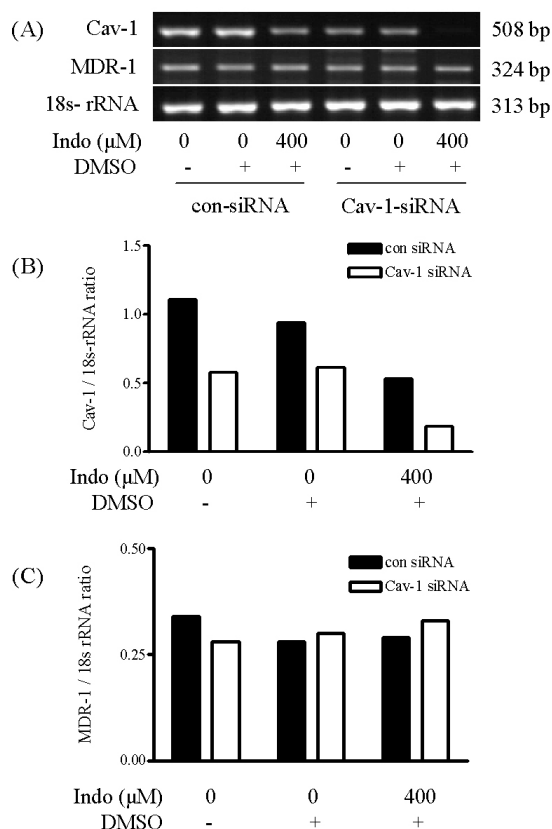 (A)
Cav-1 508 bp
MDR-1 324 bp
18s- rRNA 313 bp
Indo (μM) 0 0 400 0 0 400
DMSO - + + - + +
con-siRNA Cav-1-siRNA
(B)
Cav-1 / 18s-rRNA ratio
1.5
1.0
0.5
0.0
con siRNA
Cav-1 siRNA
Indo (μM) 0 0 400
DMSO - + +
(C)
MDR-1 / 18s rRNA ratio
0.50
0.25
0.00
con siRNA
Cav-1 siRNA
Indo (μM) 0 0 400
DMSO - + +